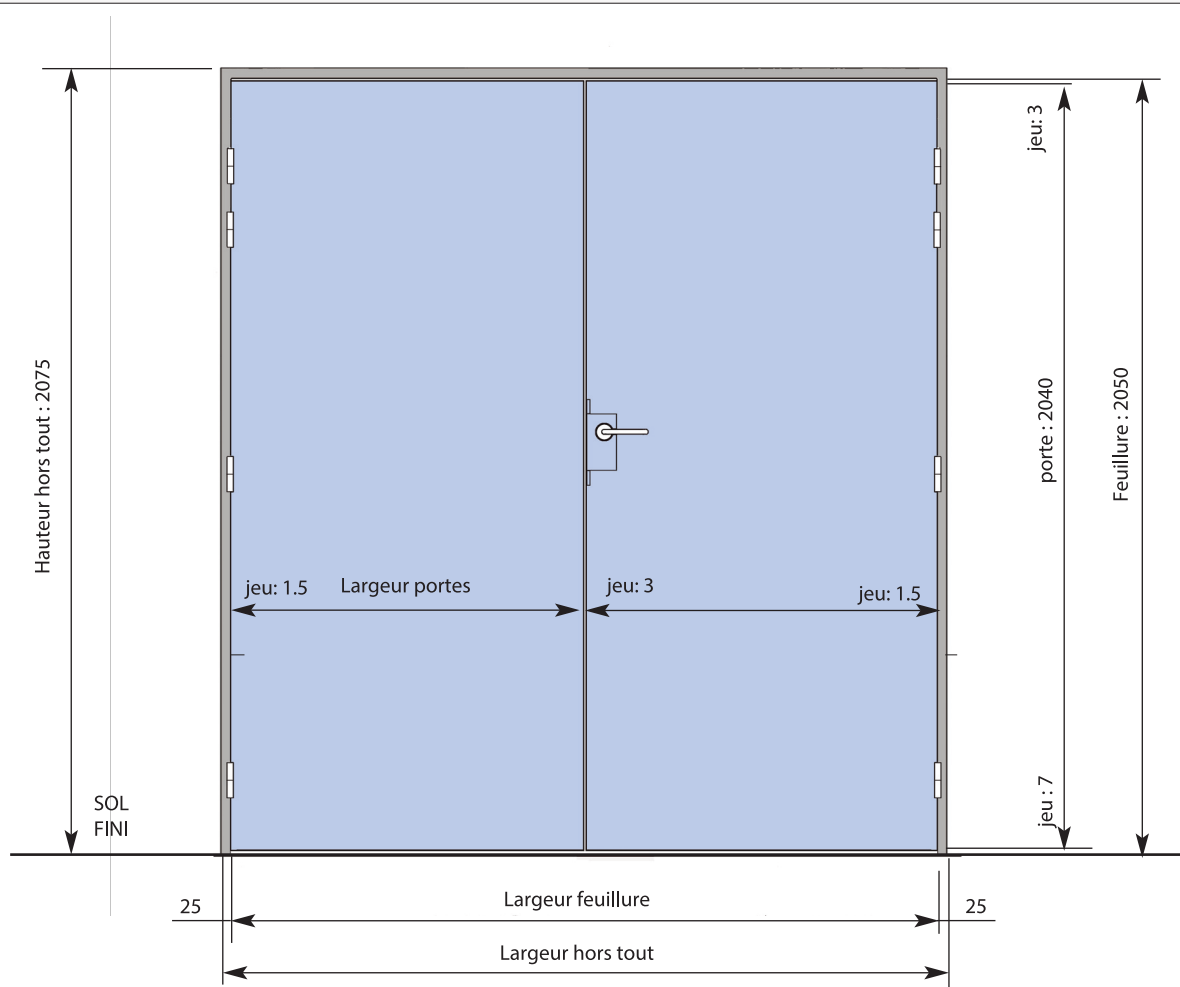 jeu: 3
Hauteur hors tout : 2075
porte : 2040
Feuillure : 2050
jeu: 1.5
Largeur portes
jeu: 3
jeu: 1.5
jeu : 7
SOL
FINI
25
Largeur feuillure
25
Largeur hors tout